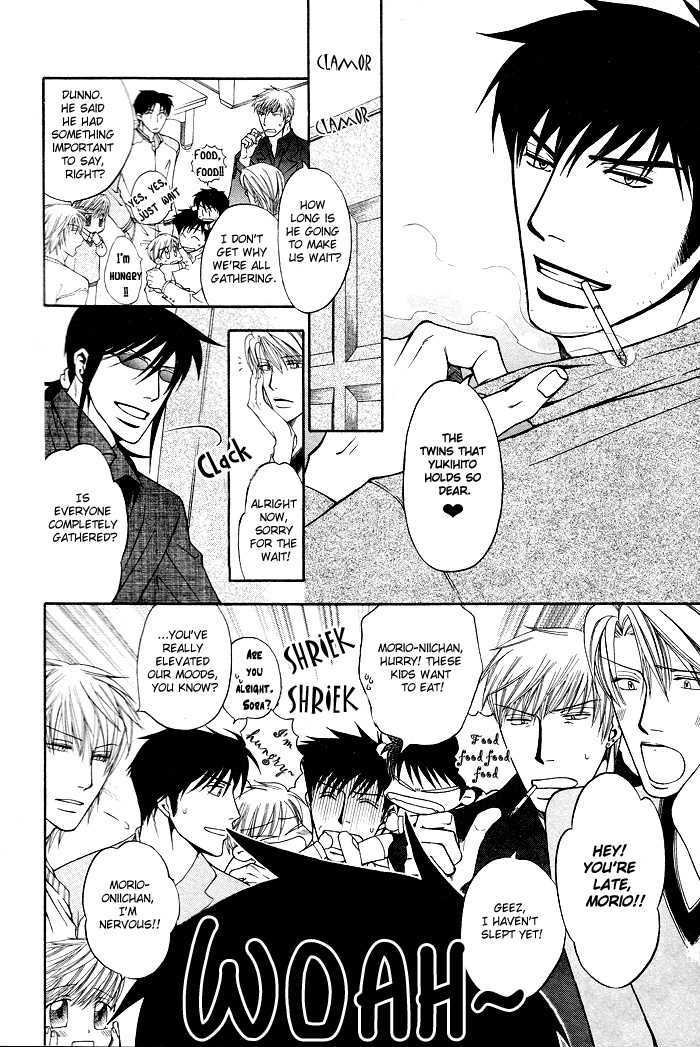 THE
TWINS THAT
YUKIHITO
HOLDS SO
DEAR.
❤
CLAMOR
CLAMOR
HOW
LONG IS HE
GOING TO
MAKE US
WAIT?
DUNNO.
HE SAID
HE HAD
SOMETHING
IMPORTANT
TO SAY,
RIGHT?
FOOD,
FOOD!!
YES, YES,
JUST WAIT
I DON'T
GET WHY
WE'RE ALL
GATHERING.
I'm
HUNGRY
!!
Clack
ALRIGHT
NOW,
SORRY
FOR THE
WAIT!
IS
EVERYONE
COMPLETELY
GATHERED?
HEY!
YOU'RE
LATE,
MORIO!!
Food
food food
food
GEEZ,
I HAVEN'T
SLEPT YET!
MORIO-NIICHAN,
HURRY! THESE
KIDS WANT
TO EAT!
SHRIEK
SHRIEK
I'm
hungry~
ARE
YOU
ALRIGHT,
SORA?
...YOU'VE
REALLY
ELEVATED
OUR MOODS,
YOU KNOW?
MORIO-
ONIICHAN,
I'M
NERVOUS!!
WOAH~